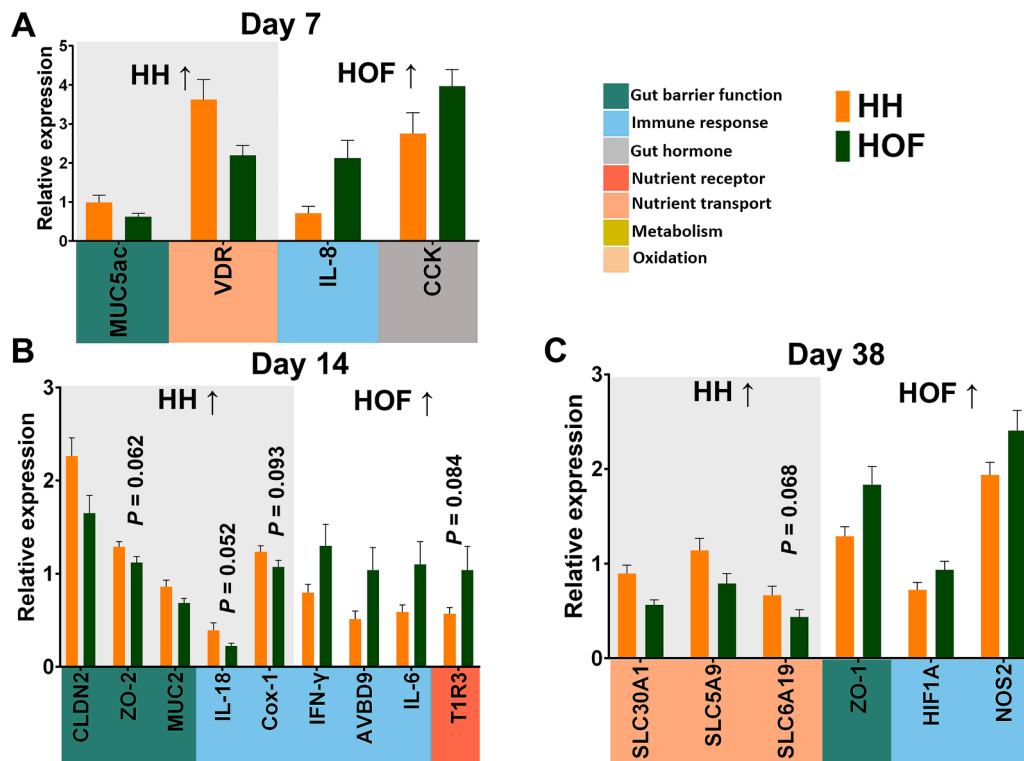 A
Day 7
Relative expression
5
4
3
2
1
0
HH ↑
HOF ↑
MUC5ac
VDR
IL-8
CCK
Gut barrier function
Immune response
Gut hormone
Nutrient receptor
Nutrient transport
Metabolism
Oxidation
HH
HOF
B
Day 14
Relative expression
3
2
1
0
HH ↑
HOF ↑
P = 0.062
P = 0.052
P = 0.093
P = 0.084
CLDN2
ZO-2
MUC2
IL-18
Cox-1
IFN-γ
AVBD9
IL-6
T1R3
C
Day 38
Relative expression
3
2
1
0
HH ↑
HOF ↑
P = 0.068
SLC30A1
SLC5A9
SLC6A19
ZO-1
HIF1A
NOS2